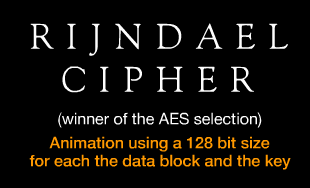 RIJNDAEL
CIPHER
(winner of the AES selection)
Animation using a 128 bit size
for each the data block and the key